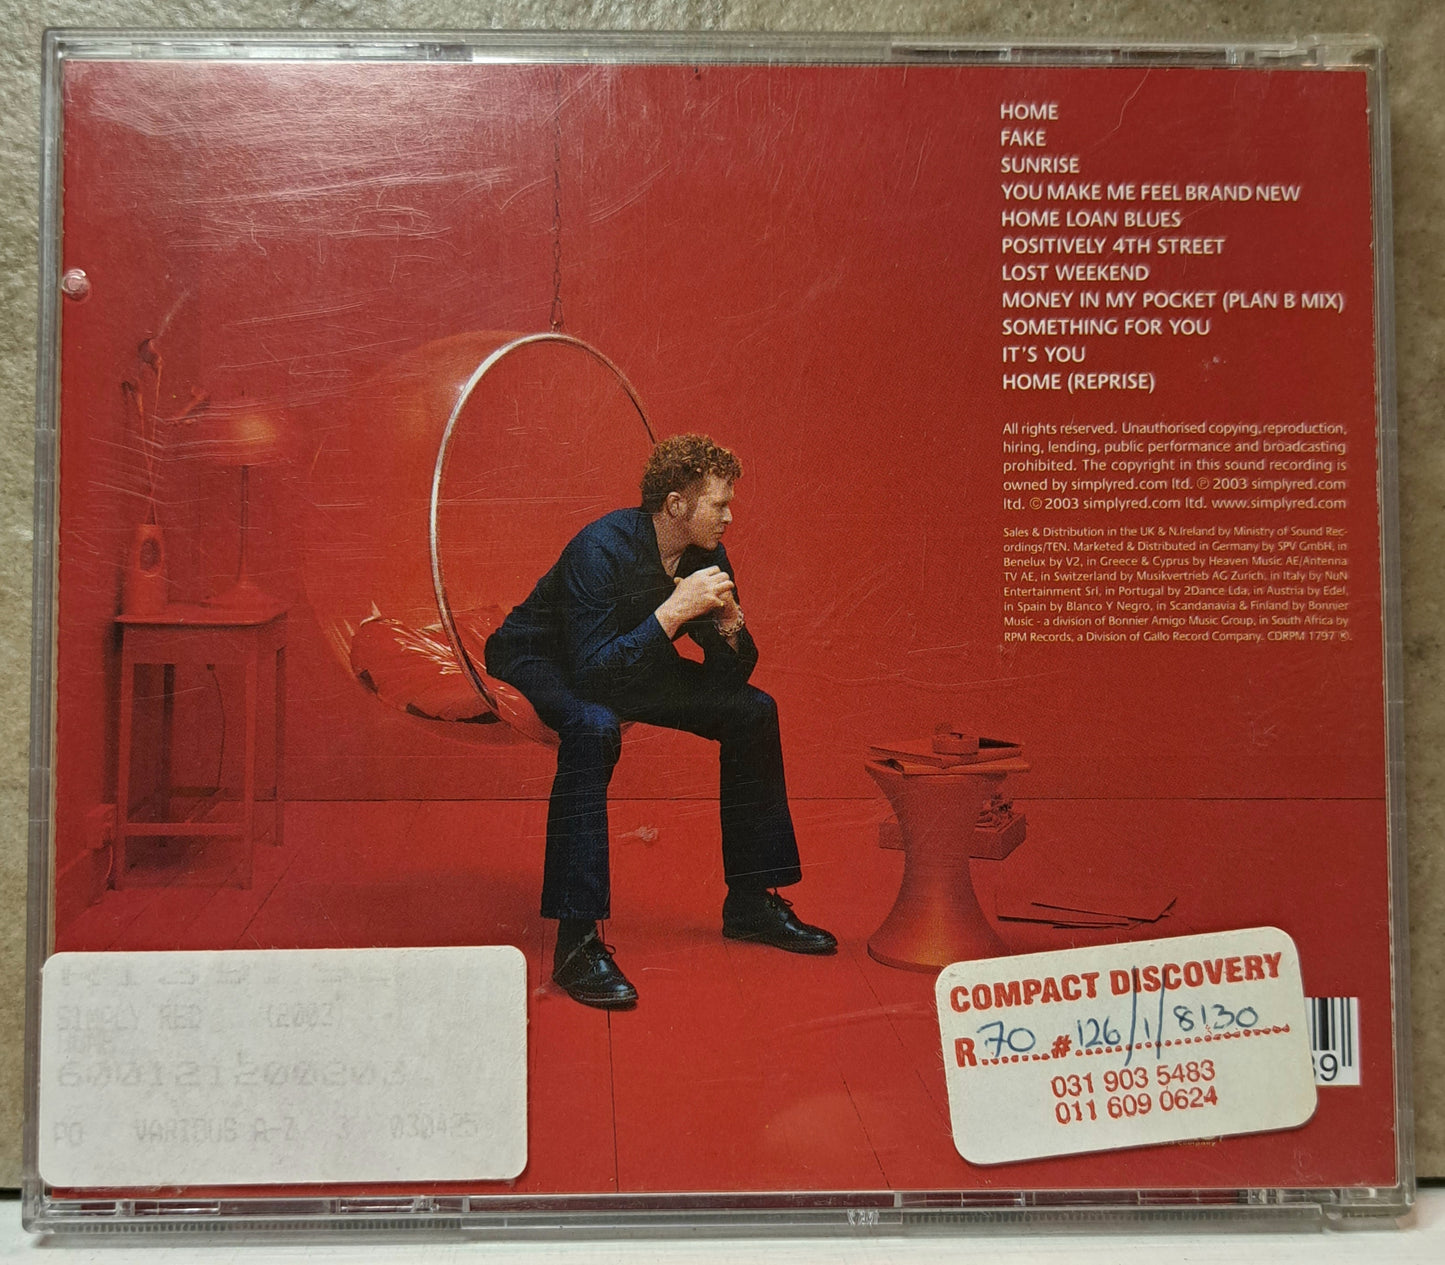 HOME
FAKE
SUNRISE
YOU MAKE ME FEEL BRAND NEW
HOME LOAN BLUES
POSITIVELY 4TH STREET
LOST WEEKEND
MONEY IN MY POCKET (PLAN B MIX)
SOMETHING FOR YOU
IT'S YOU
HOME (REPRISE)
All rights reserved. Unauthorised copying, reproduction,
hiring, lending, public performance and broadcasting
prohibited. The copyright in this sound recording is
owned by simplyred.com ltd. ℗ 2003 simplyred.com
ltd. © 2003 simplyred.com ltd. www.simplyred.com
Sales & Distribution in the UK & N.Ireland by Ministry of Sound Rec-
ordings/TEN. Marketed & Distributed in Germany by SPV GmbH, in
Benelux by V2, in Greece & Cyprus by Heaven Music AE/Antenna
TV AE, in Switzerland by Musikvertrieb AG Zurich, in Italy by NuN
Entertainment Srl, in Portugal by 2Dance Lda, in Austria by Edel,
in Spain by Blanco Y Negro, in Scandanavia & Finland by Bonnier
Music - a division of Bonnier Amigo Music Group, in South Africa by
RPM Records, a Division of Gallo Record Company. CDRPM 1797
SIMPLY RED (2003)
HOME
PO VARIOUS A-Z 3 030425
COMPACT DISCOVERY
R 70 # 126/1/8130
031 903 5483
011 609 0624
9